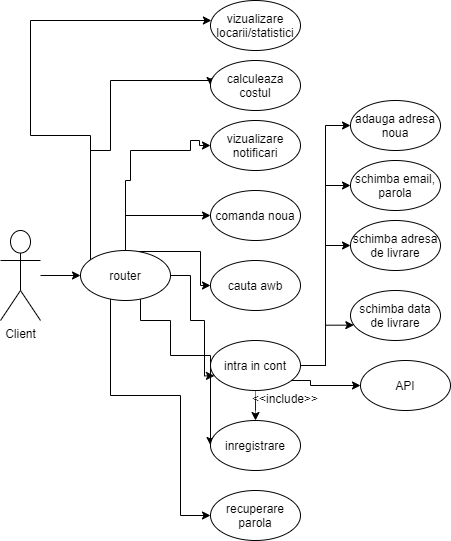 vizualizare
locarii/statistici
calculeaza
costul
vizualizare
notificari
comanda noua
cauta awb
router
Client
intra in cont
<<include>>
inregistrare
recuperare
parola
adauga adresa
noua
schimba email,
parola
schimba adresa
de livrare
schimba data
de livrare
API